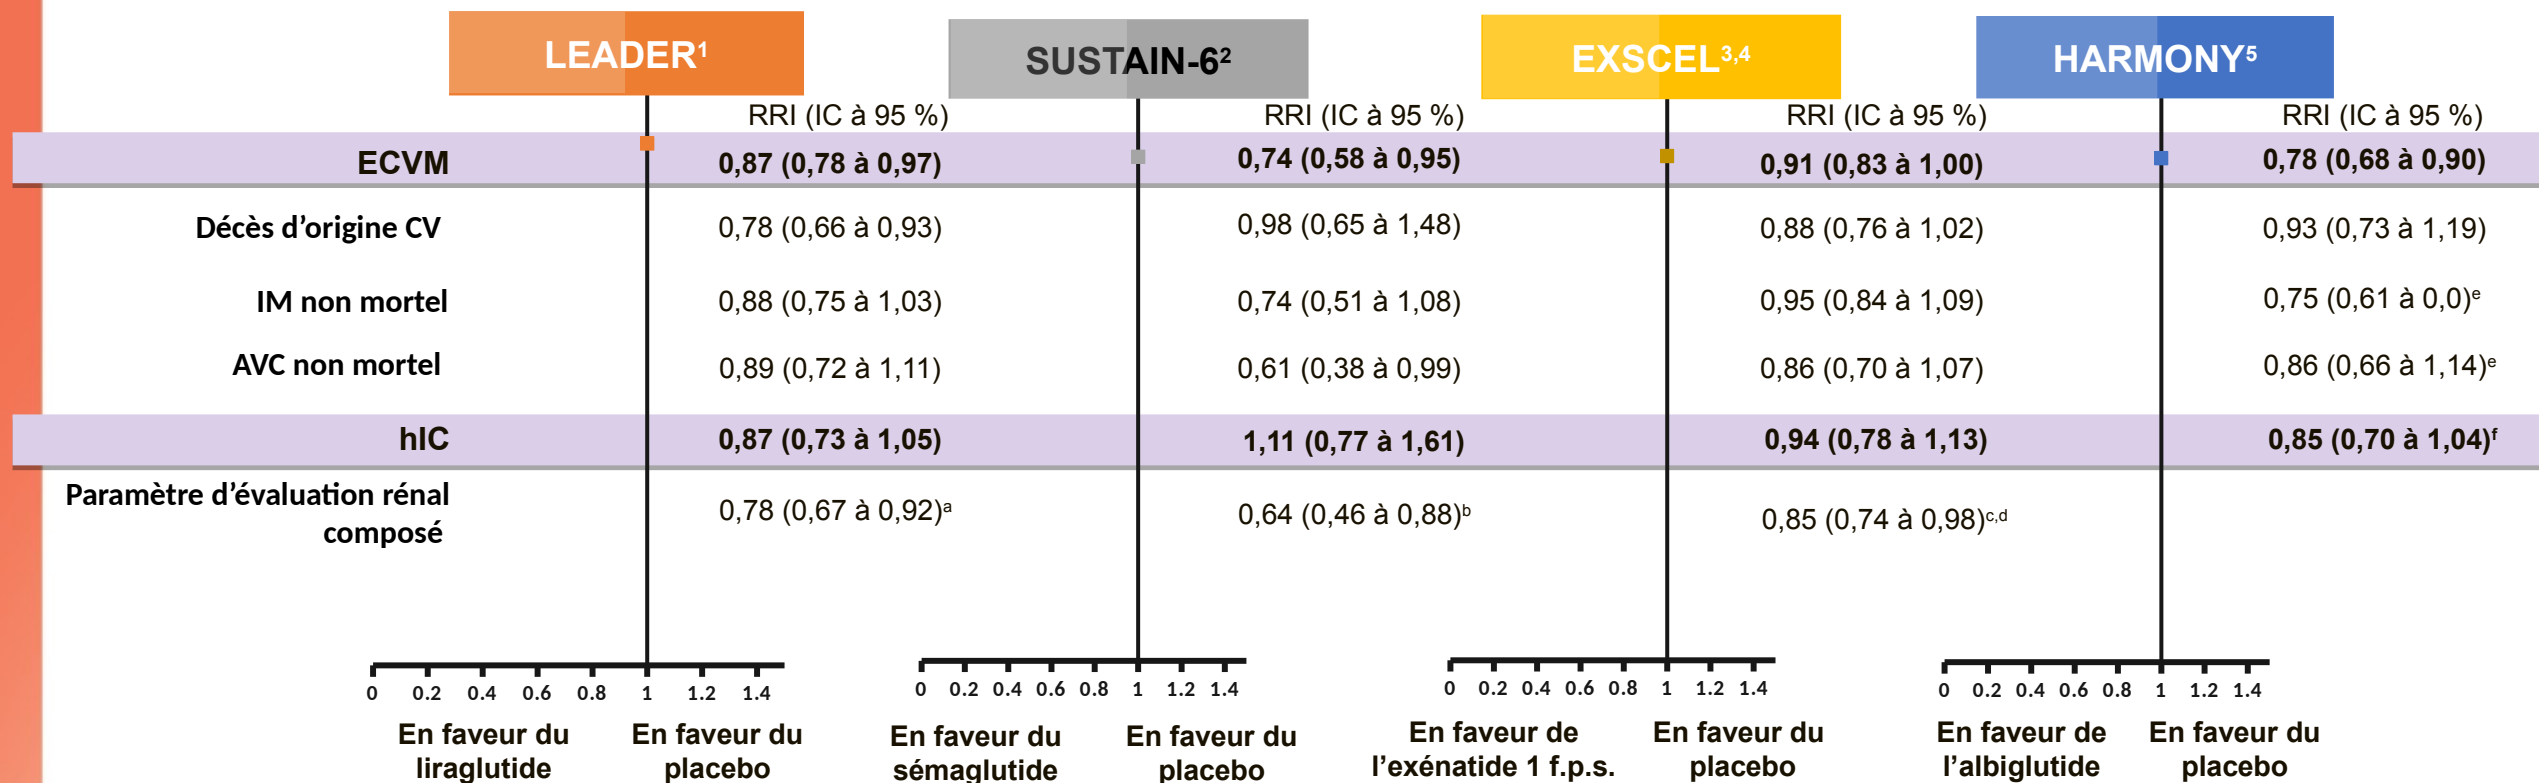 LEADER¹ SUSTAIN-6² EXSCEL³,⁴ HARMONY⁵
RRI (IC à 95 %) RRI (IC à 95 %) RRI (IC à 95 %) RRI (IC à 95 %)
ECVM 0,87 (0,78 à 0,97) 0,74 (0,58 à 0,95) 0,91 (0,83 à 1,00) 0,78 (0,68 à 0,90)
Décès d’origine CV 0,78 (0,66 à 0,93) 0,98 (0,65 à 1,48) 0,88 (0,76 à 1,02) 0,93 (0,73 à 1,19)
IM non mortel 0,88 (0,75 à 1,03) 0,74 (0,51 à 1,08) 0,95 (0,84 à 1,09) 0,75 (0,61 à 0,0)ᵉ
AVC non mortel 0,89 (0,72 à 1,11) 0,61 (0,38 à 0,99) 0,86 (0,70 à 1,07) 0,86 (0,66 à 1,14)ᵉ
hIC 0,87 (0,73 à 1,05) 1,11 (0,77 à 1,61) 0,94 (0,78 à 1,13) 0,85 (0,70 à 1,04)ᶠ
Paramètre d’évaluation rénal
composé 0,78 (0,67 à 0,92)ᵃ 0,64 (0,46 à 0,88)ᵇ 0,85 (0,74 à 0,98)ᶜ,ᵈ
0 0.2 0.4 0.6 0.8 1 1.2 1.4 0 0.2 0.4 0.6 0.8 1 1.2 1.4 0 0.2 0.4 0.6 0.8 1 1.2 1.4 0 0.2 0.4 0.6 0.8 1 1.2 1.4
En faveur du En faveur du En faveur du En faveur du En faveur de En faveur du En faveur de En faveur du
liraglutide placebo sémaglutide placebo l’exénatide 1 f.p.s. placebo l’albiglutide placebo